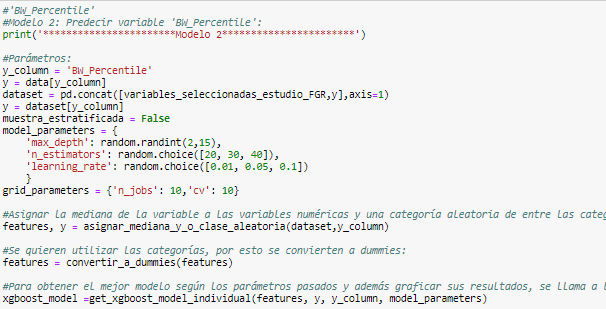 #'BW_Percentile'
#Modelo 2: Predecir variable 'BW_Percentile':
print('***********************Modelo 2***********************')
#Parámetros:
y_column = 'BW_Percentile'
y = data[y_column]
dataset = pd.concat([variables_seleccionadas_estudio_FGR,y],axis=1)
y = dataset[y_column]
muestra_estratificada = False
model_parameters = {
'max_depth': random.randint(2,15),
'n_estimators': random.choice([20, 30, 40]),
'learning_rate': random.choice([0.01, 0.05, 0.1])
}
grid_parameters = {'n_jobs': 10,'cv': 10}
#Asignar la mediana de la variable a las variables numéricas y una categoría aleatoria de entre las categ
features, y = asignar_mediana_y_o_clase_aleatoria(dataset,y_column)
#Se quieren utilizar las categorías, por esto se convierten a dummies:
features = convertir_a_dummies(features)
#Para obtener el mejor modelo según los parámetros pasados y además graficar sus resultados, se llama a l
xgboost_model =get_xgboost_model_individual(features, y, y_column, model_parameters)